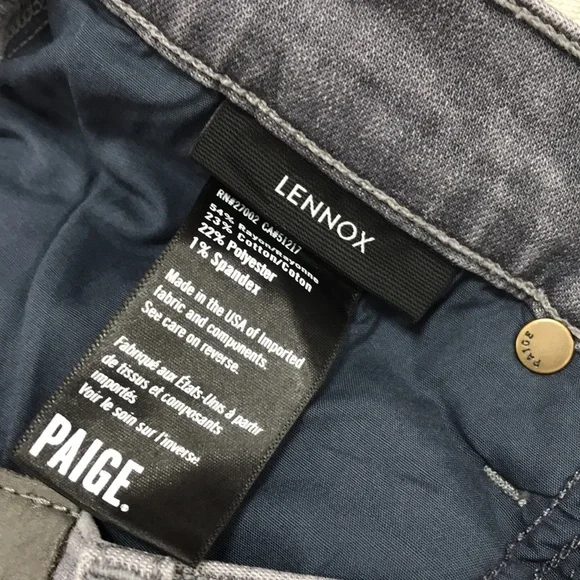 LENNOX
RN#27002 CA#51217
54% Rayon/Rayonne
23% Cotton/Coton
22% Polyester
1% Spandex
Made in the USA of imported
fabric and components.
See care on reverse.
Fabriqué aux États-Unis à partir
de tissus et composants
importés
Voir le soin sur l'inverse.
PAIGE.
PAIGE